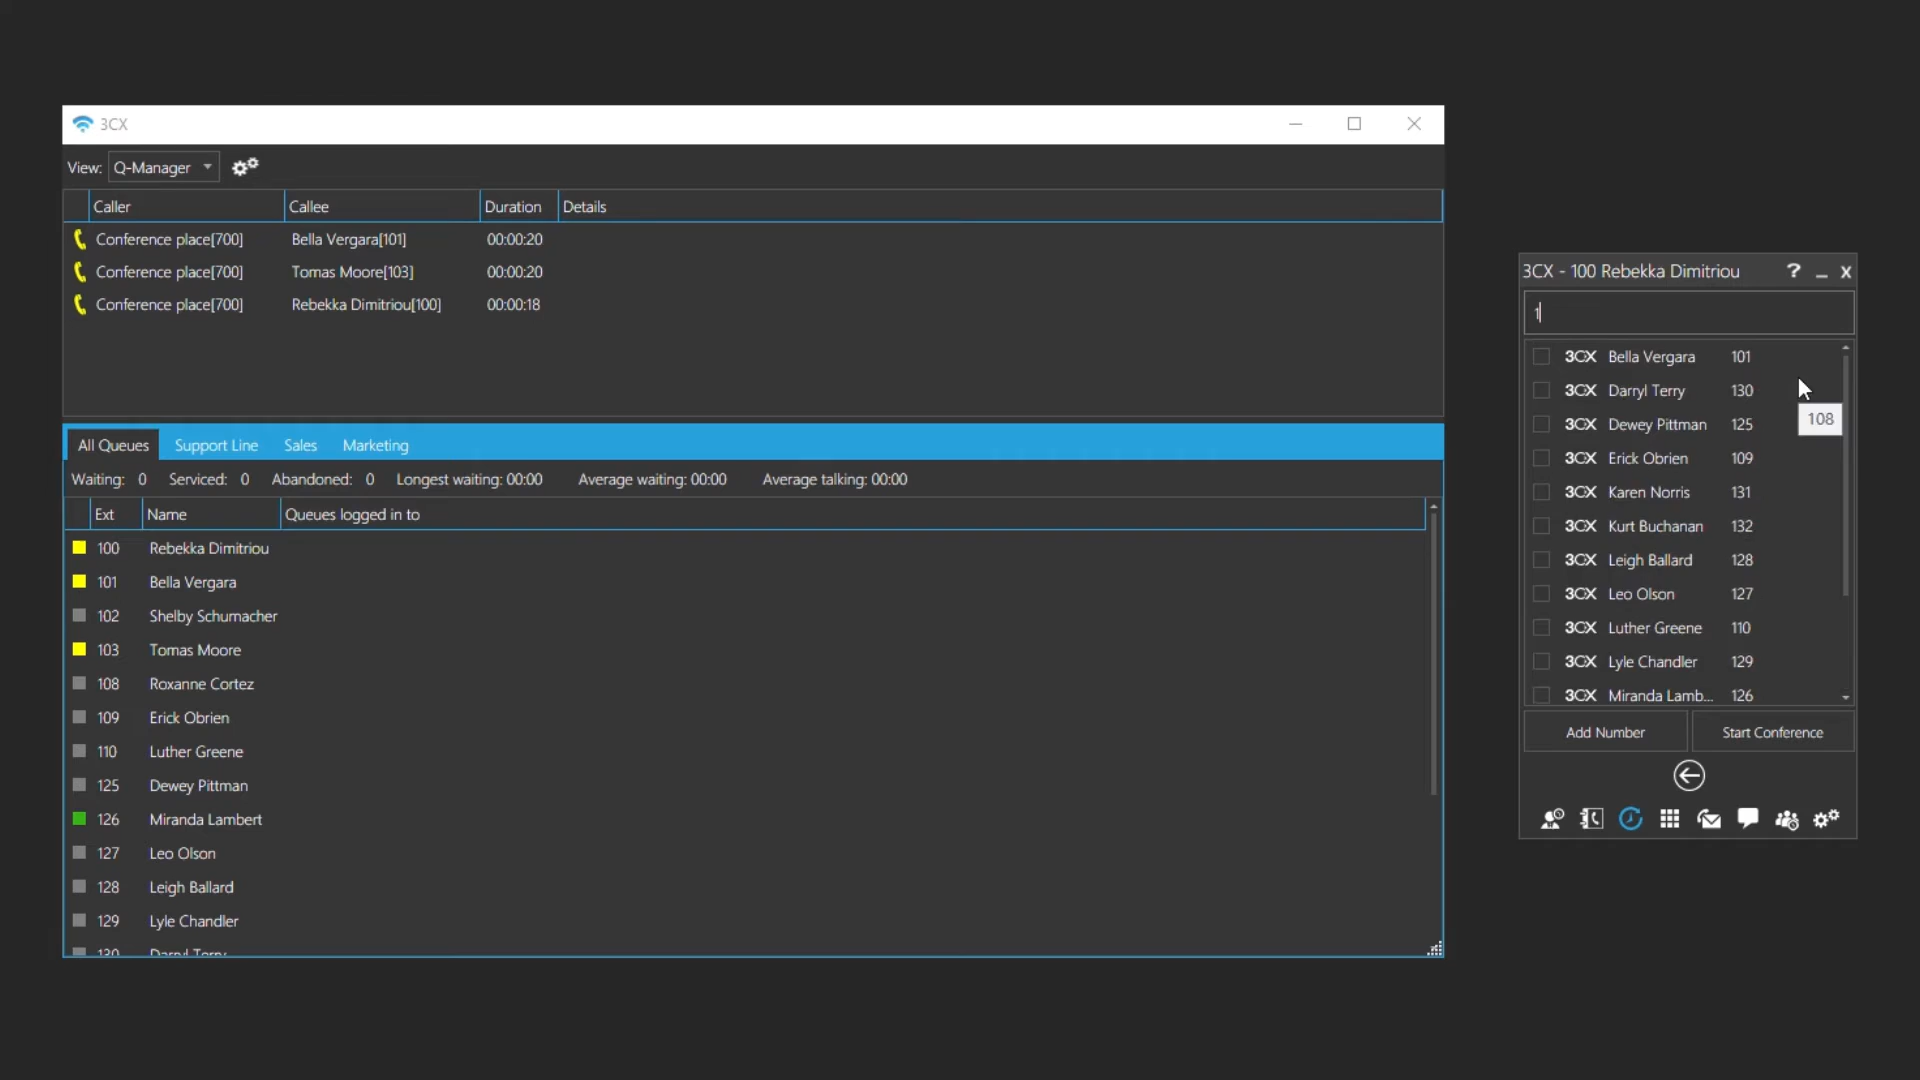 3CX
View: Q-Manager
Caller Callee Duration Details
Conference place[700] Bella Vergara[101] 00:00:20
Conference place[700] Tomas Moore[103] 00:00:20
Conference place[700] Rebekka Dimitriou[100] 00:00:18
All Queues Support Line Sales Marketing
Waiting: 0 Serviced: 0 Abandoned: 0 Longest waiting: 00:00 Average waiting: 00:00 Average talking: 00:00
Ext Name Queues logged in to
100 Rebekka Dimitriou
101 Bella Vergara
102 Shelby Schumacher
103 Tomas Moore
108 Roxanne Cortez
109 Erick Obrien
110 Luther Greene
125 Dewey Pittman
126 Miranda Lambert
127 Leo Olson
128 Leigh Ballard
129 Lyle Chandler
130 Darryl Terry
3CX - 100 Rebekka Dimitriou ? _ x
1
3CX Bella Vergara 101
3CX Darryl Terry 130
108
3CX Dewey Pittman 125
3CX Erick Obrien 109
3CX Karen Norris 131
3CX Kurt Buchanan 132
3CX Leigh Ballard 128
3CX Leo Olson 127
3CX Luther Greene 110
3CX Lyle Chandler 129
3CX Miranda Lamb... 126
Add Number Start Conference